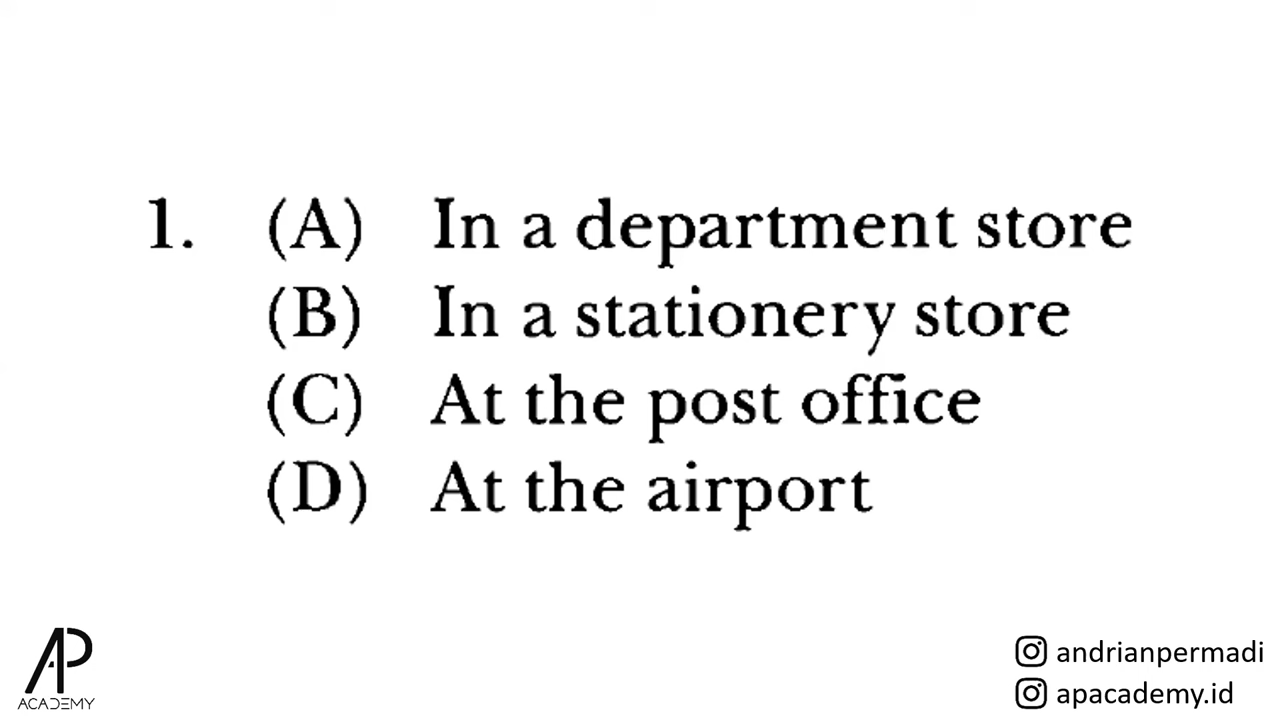 1. (A) In a department store
(B) In a stationery store
(C) At the post office
(D) At the airport
AP
ACADEMY
andrianpermadi
apacademy.id